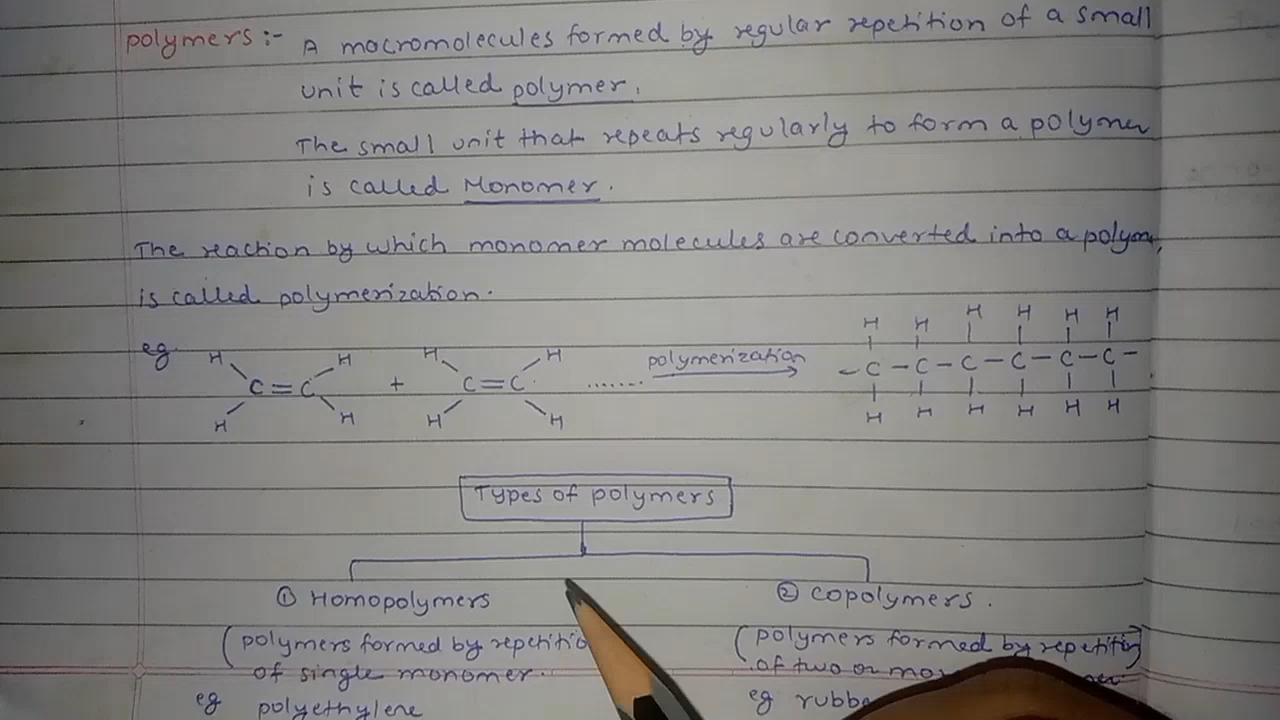 polymers :- A macromolecules formed by regular repetition of a small
unit is called polymer.
The small unit that repeats regularly to form a polymer
is called Monomer.
The reaction by which monomer molecules are converted into a polym
is called polymerization.
eg H H H H polymerization H H H H H H
C = C + C = C ....... - C - C - C - C - C - C -
H H H H H H H H H H
Types of polymers
① Homopolymers ② copolymers.
(polymers formed by repetitio (polymers formed by repetition
of single monomer. of two or
eg polyethylene eg